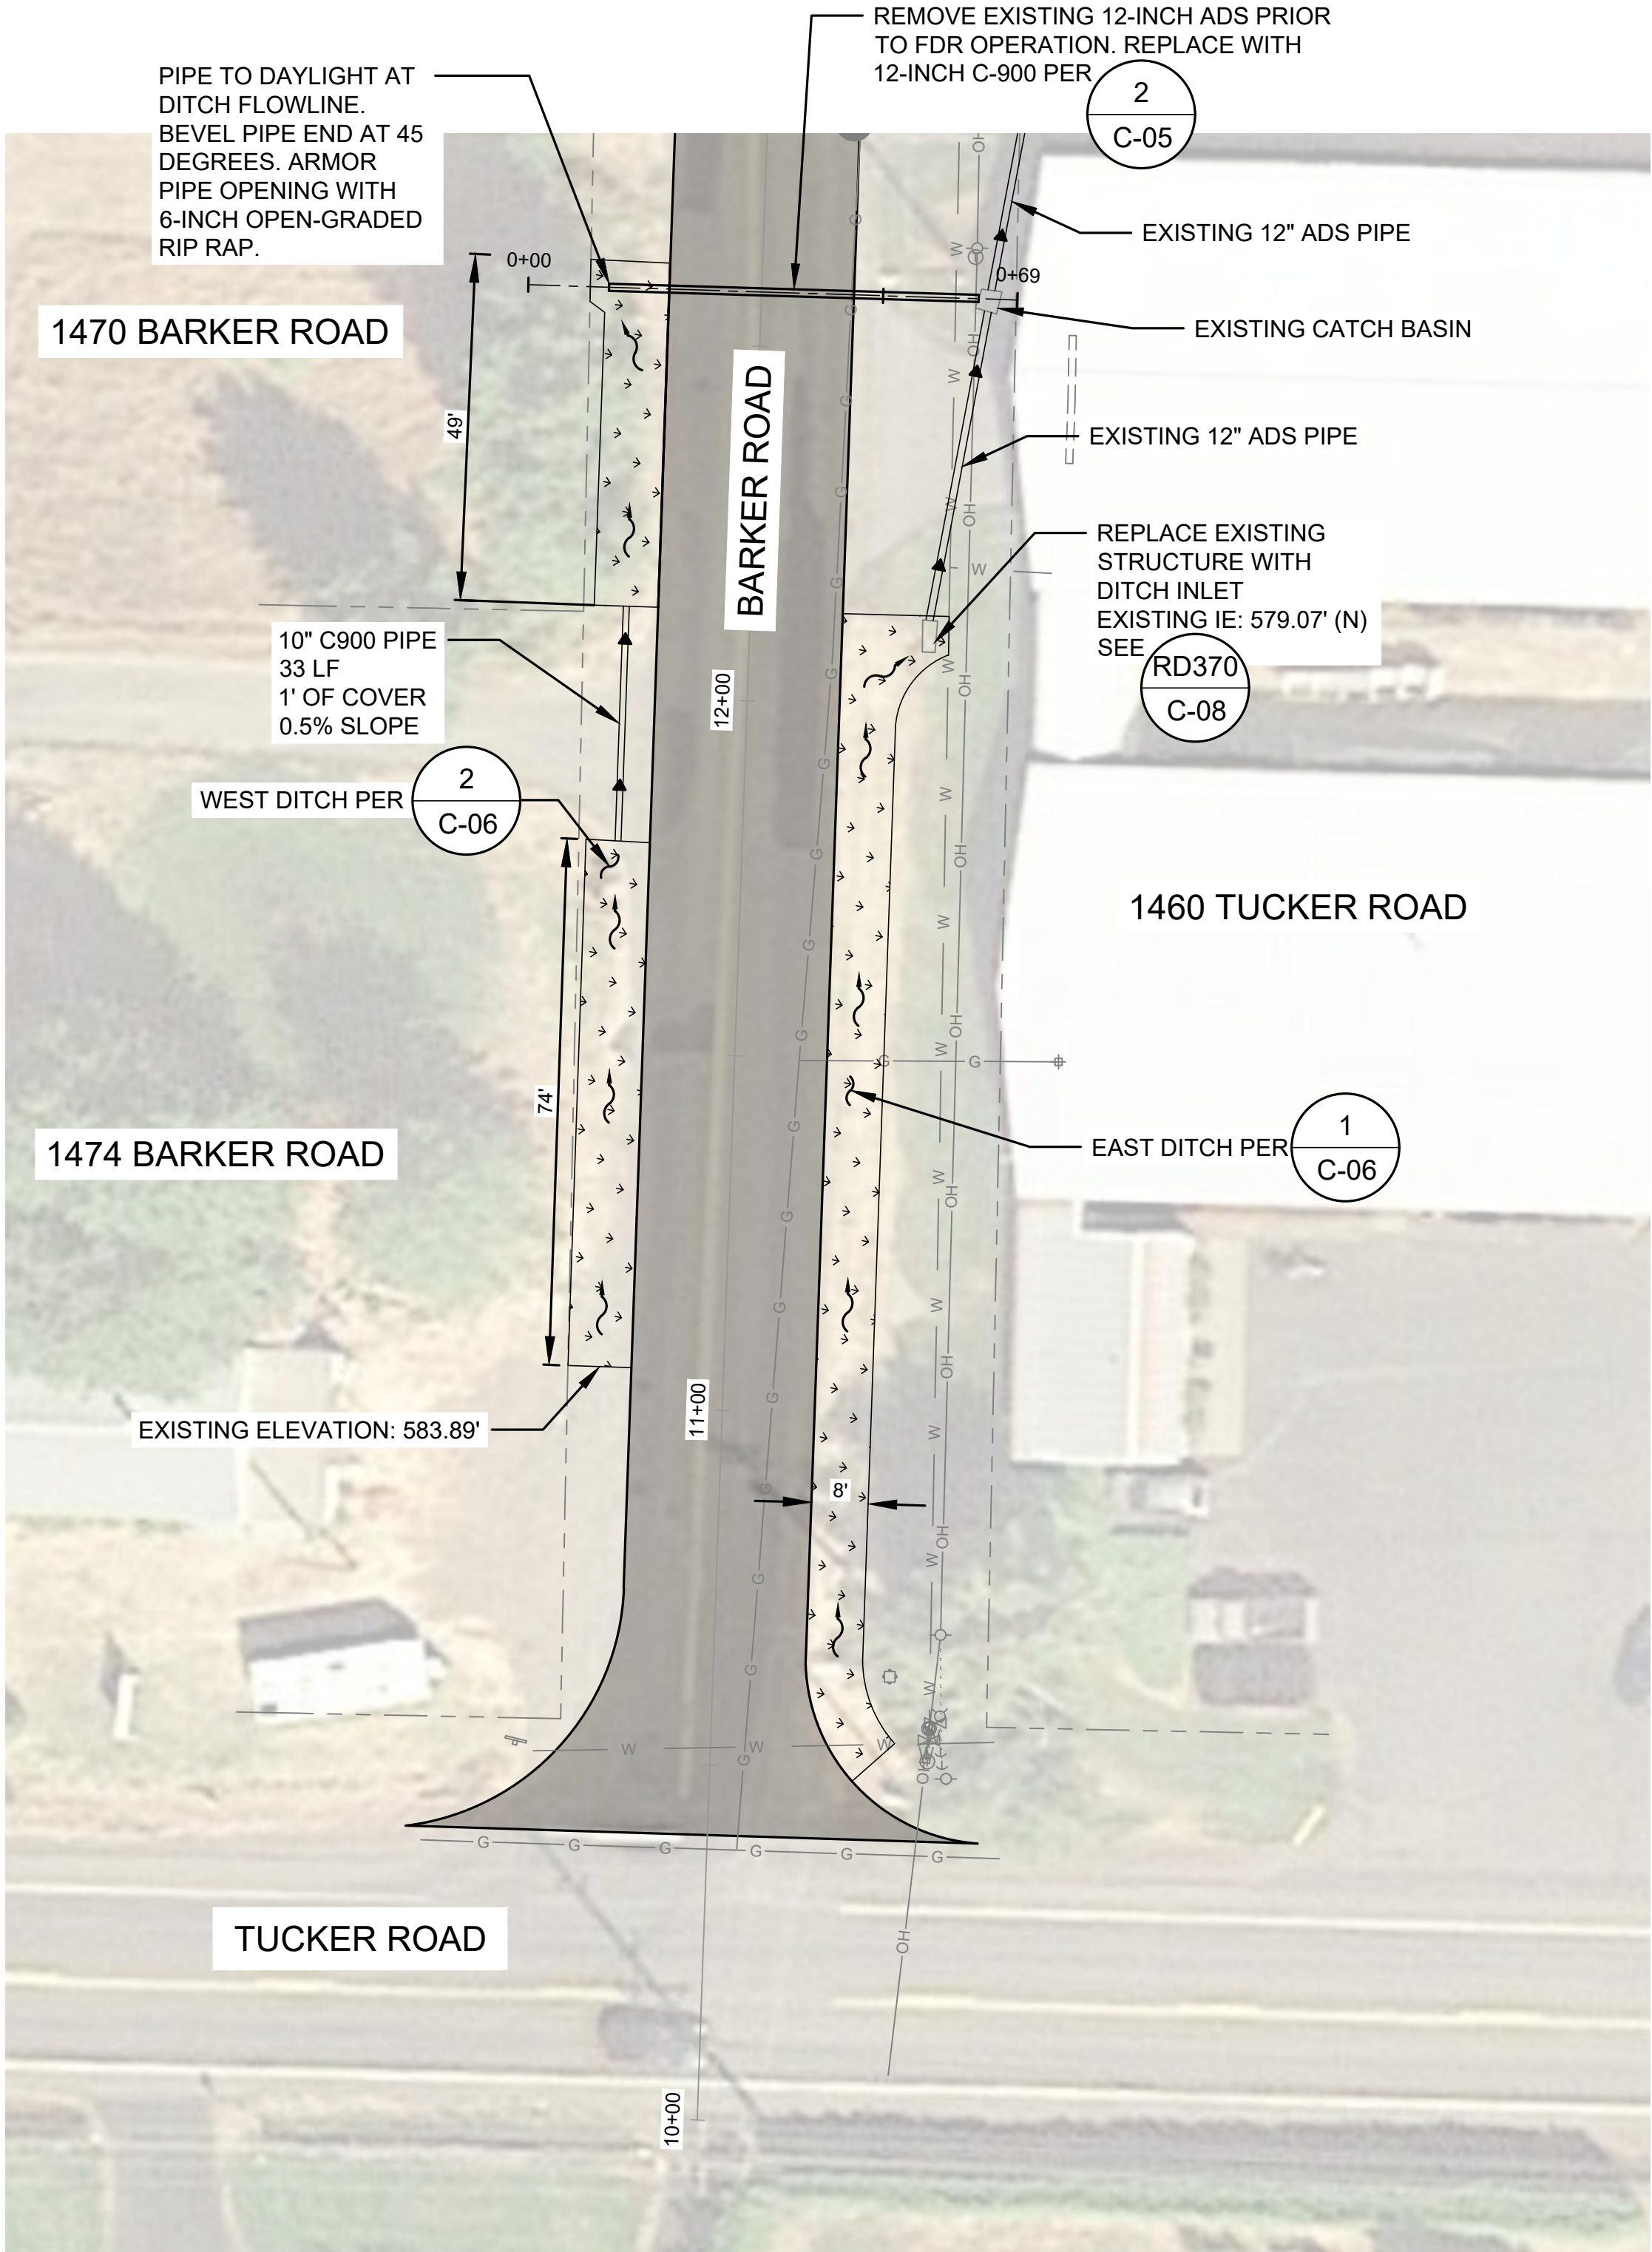 REMOVE EXISTING 12-INCH ADS PRIOR
TO FDR OPERATION. REPLACE WITH
12-INCH C-900 PER
2
C-05
PIPE TO DAYLIGHT AT
DITCH FLOWLINE.
BEVEL PIPE END AT 45
DEGREES. ARMOR
PIPE OPENING WITH
6-INCH OPEN-GRADED
RIP RAP.
EXISTING 12" ADS PIPE
0+00
0+69
1470 BARKER ROAD
EXISTING CATCH BASIN
49'
BARKER ROAD
EXISTING 12" ADS PIPE
REPLACE EXISTING
STRUCTURE WITH
DITCH INLET
EXISTING IE: 579.07' (N)
SEE
RD370
C-08
10" C900 PIPE
33 LF
1' OF COVER
0.5% SLOPE
12+00
WEST DITCH PER
2
C-06
1460 TUCKER ROAD
74'
1474 BARKER ROAD
EAST DITCH PER
1
C-06
11+00
EXISTING ELEVATION: 583.89'
8'
W
W
W
G
G
G
G
G
G
OH
TUCKER ROAD
10+00